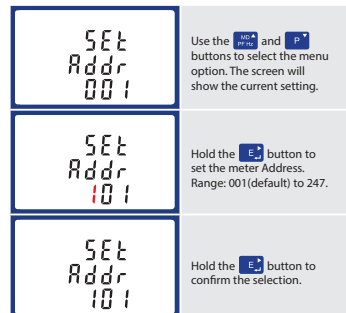 SEt
Addr
001
Use the MD PF Hz and P
buttons to select the menu
option. The screen will
show the current setting.
SEt
Addr
101
Hold the E button to
set the meter Address.
Range: 001(default) to 247.
SEt
Addr
101
Hold the E button to
confirm the selection.